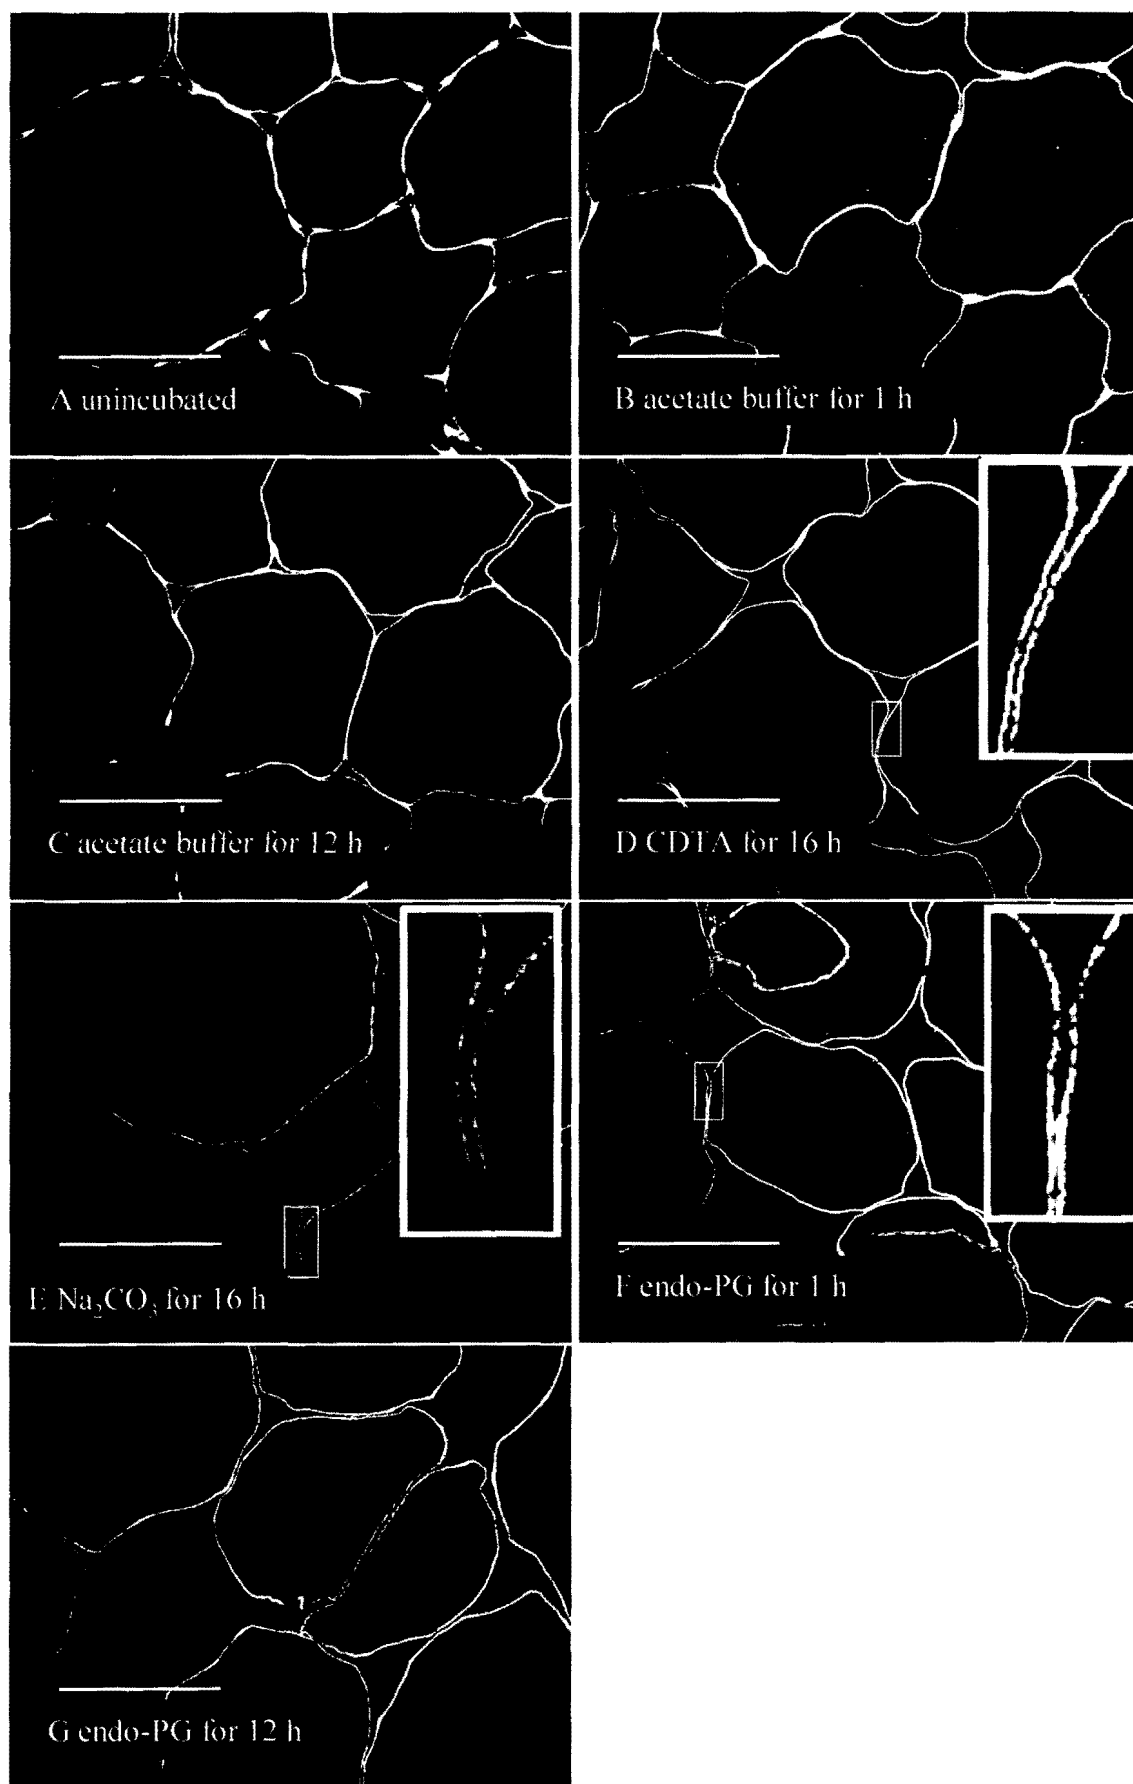 A unincubated
B acetate buffer for 1 h
C acetate buffer for 12 h
D CDTA for 16 h
E Na₂CO₃ for 16 h
F endo-PG for 1 h
G endo-PG for 12 h